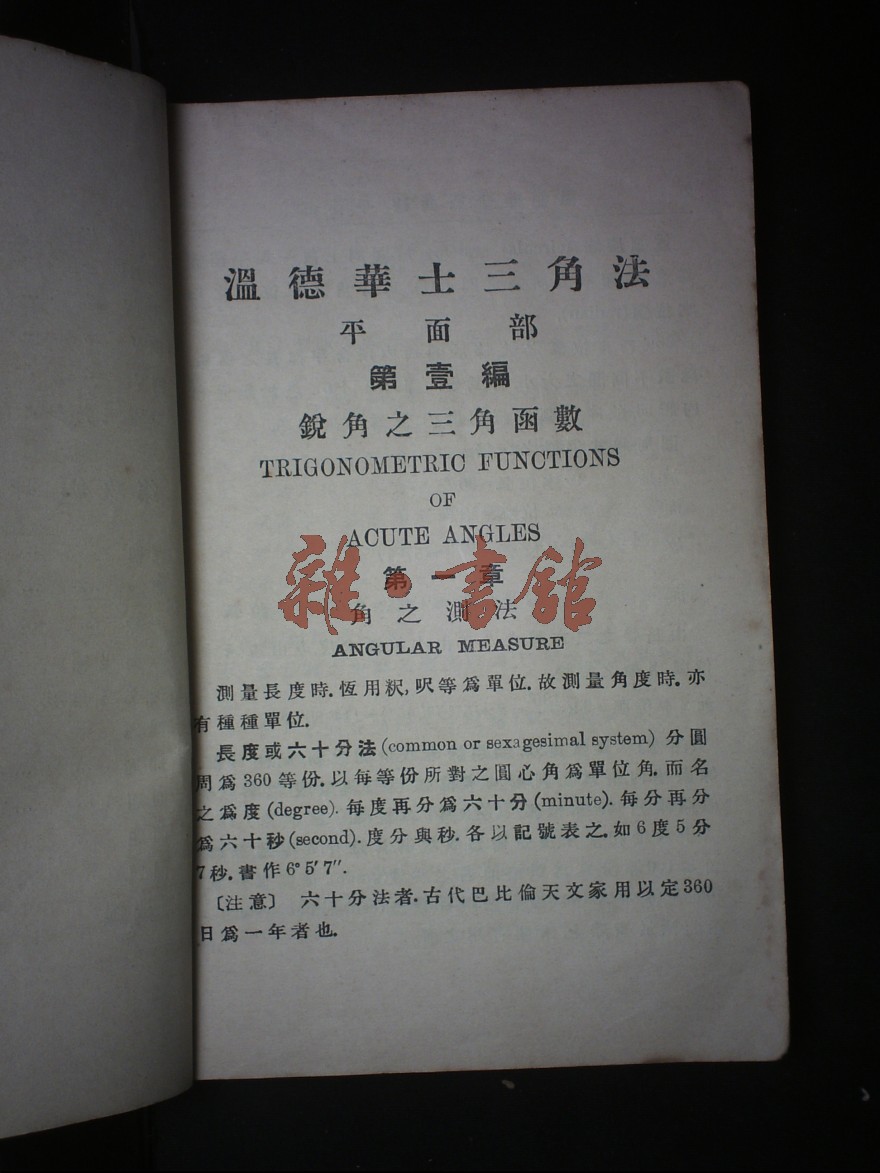 溫德華士三角法
平面部
第壹編
銳角之三角函數
TRIGONOMETRIC FUNCTIONS
OF
ACUTE ANGLES
第一章
角之測法
ANGULAR MEASURE
測量長度時.恆用粎,呎等爲單位.故測量角度時.亦
有種種單位.
長度或六十分法(common or sexagesimal system) 分圓
周爲360等份.以每等份所對之圓心角爲單位角.而名
之爲度(degree).每度再分爲六十分(minute).每分再分
爲六十秒(second).度分與秒.各以記號表之.如6度5分
7秒.書作6° 5′ 7″.
〔注意〕 六十分法者.古代巴比倫天文家用以定360
日爲一年者也.
雜·書館